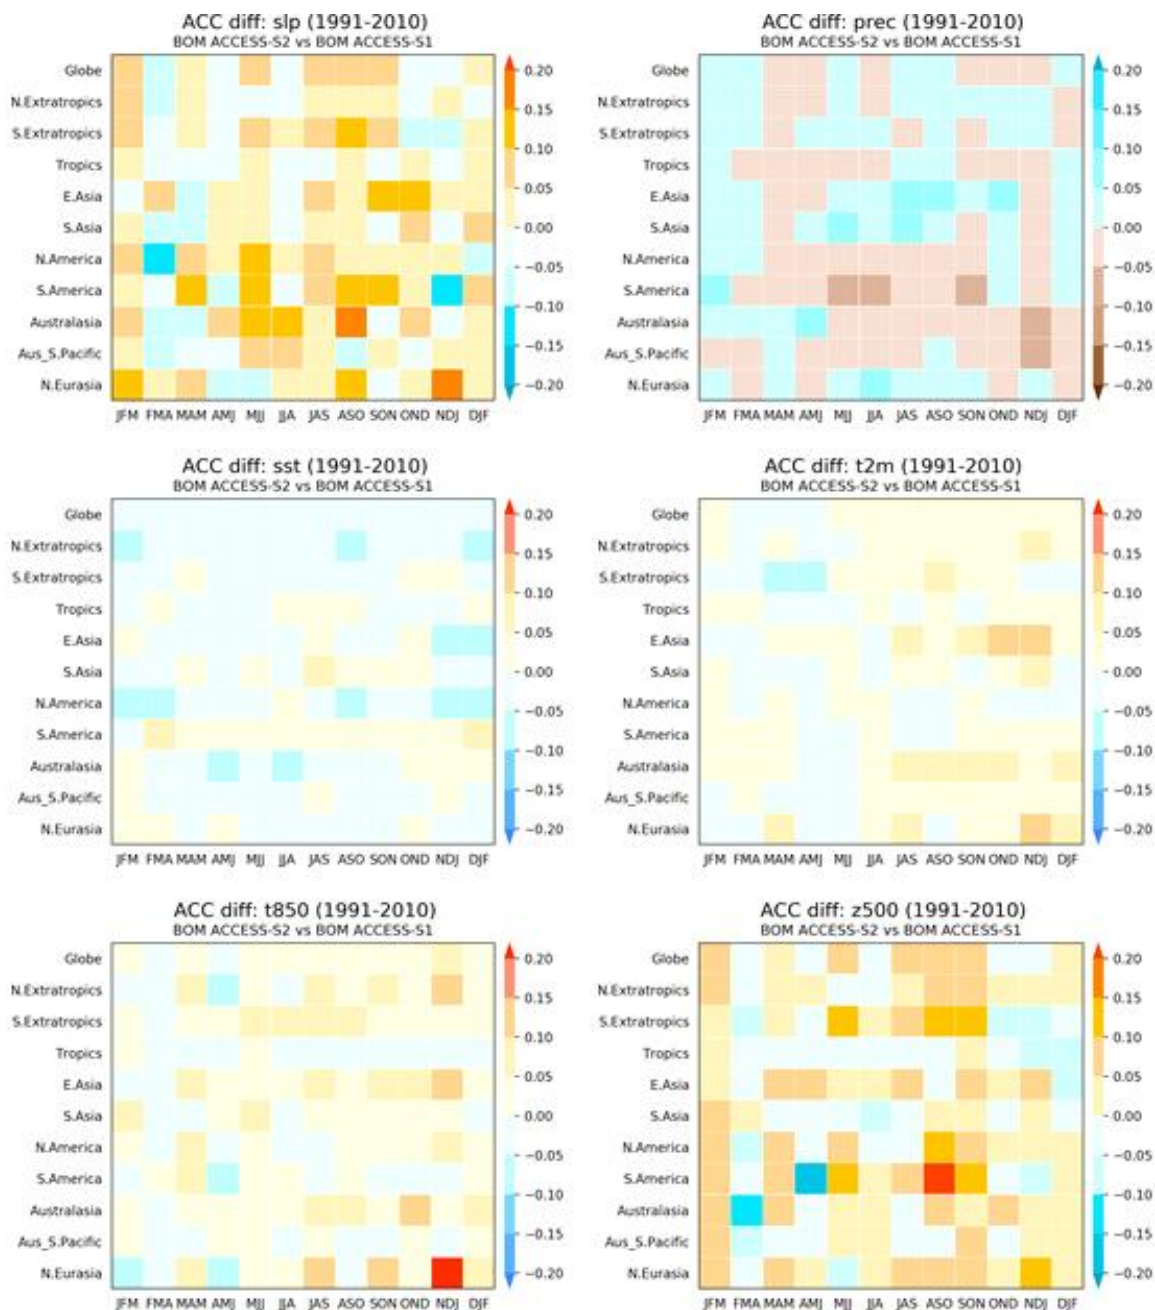 ACC diff: slp (1991-2010)
BOM ACCESS-S2 vs BOM ACCESS-S1
Globe
N.Extratropics
S.Extratropics
Tropics
E.Asia
S.Asia
N.America
S.America
Australasia
Aus_S.Pacific
N.Eurasia
JFM FMA MAM AMJ MJJ JJA JAS ASO SON OND NDJ DJF
0.20
0.15
0.10
0.05
0.00
−0.05
−0.10
−0.15
−0.20
ACC diff: prec (1991-2010)
BOM ACCESS-S2 vs BOM ACCESS-S1
Globe
N.Extratropics
S.Extratropics
Tropics
E.Asia
S.Asia
N.America
S.America
Australasia
Aus_S.Pacific
N.Eurasia
JFM FMA MAM AMJ MJJ JJA JAS ASO SON OND NDJ DJF
0.20
0.15
0.10
0.05
0.00
−0.05
−0.10
−0.15
−0.20
ACC diff: sst (1991-2010)
BOM ACCESS-S2 vs BOM ACCESS-S1
Globe
N.Extratropics
S.Extratropics
Tropics
E.Asia
S.Asia
N.America
S.America
Australasia
Aus_S.Pacific
N.Eurasia
JFM FMA MAM AMJ MJJ JJA JAS ASO SON OND NDJ DJF
0.20
0.15
0.10
0.05
0.00
−0.05
−0.10
−0.15
−0.20
ACC diff: t2m (1991-2010)
BOM ACCESS-S2 vs BOM ACCESS-S1
Globe
N.Extratropics
S.Extratropics
Tropics
E.Asia
S.Asia
N.America
S.America
Australasia
Aus_S.Pacific
N.Eurasia
JFM FMA MAM AMJ MJJ JJA JAS ASO SON OND NDJ DJF
0.20
0.15
0.10
0.05
0.00
−0.05
−0.10
−0.15
−0.20
ACC diff: t850 (1991-2010)
BOM ACCESS-S2 vs BOM ACCESS-S1
Globe
N.Extratropics
S.Extratropics
Tropics
E.Asia
S.Asia
N.America
S.America
Australasia
Aus_S.Pacific
N.Eurasia
JFM FMA MAM AMJ MJJ JJA JAS ASO SON OND NDJ DJF
0.20
0.15
0.10
0.05
0.00
−0.05
−0.10
−0.15
−0.20
ACC diff: z500 (1991-2010)
BOM ACCESS-S2 vs BOM ACCESS-S1
Globe
N.Extratropics
S.Extratropics
Tropics
E.Asia
S.Asia
N.America
S.America
Australasia
Aus_S.Pacific
N.Eurasia
JFM FMA MAM AMJ MJJ JJA JAS ASO SON OND NDJ DJF
0.20
0.15
0.10
0.05
0.00
−0.05
−0.10
−0.15
−0.20